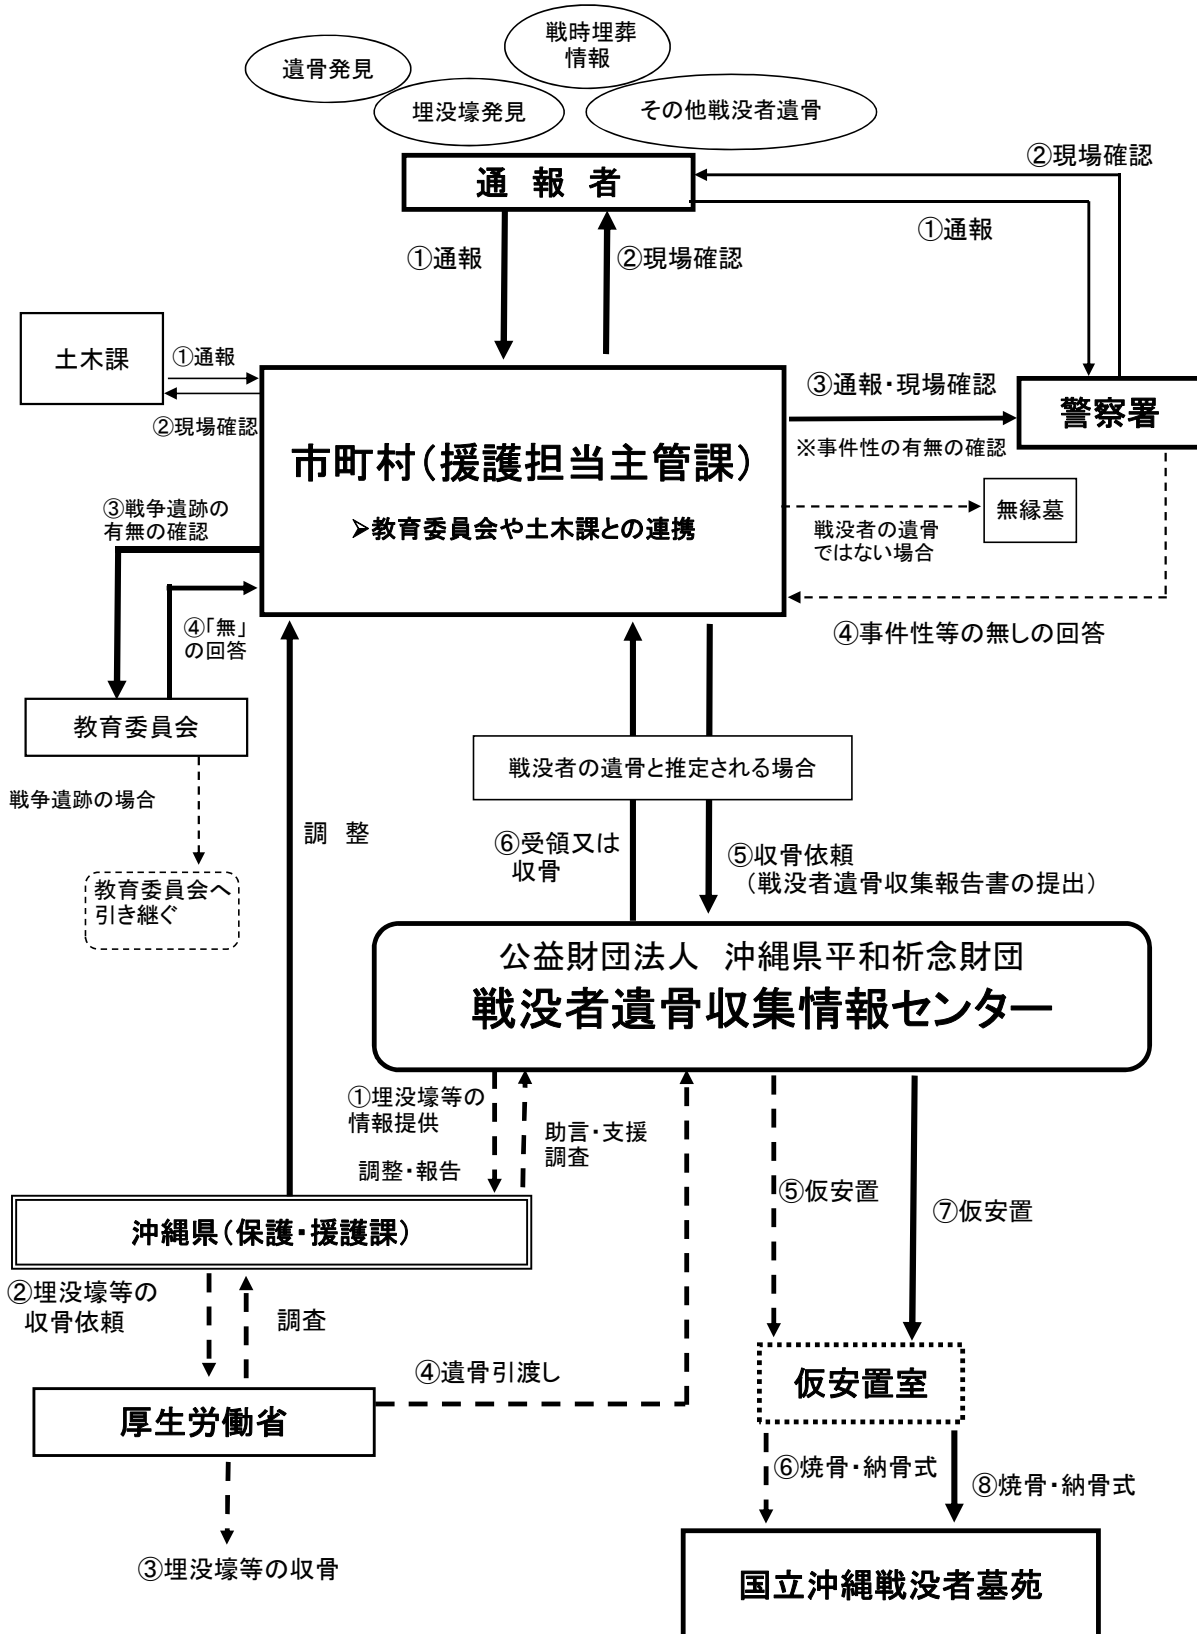 戦時埋葬
情報
遺骨発見
埋没壕発見
その他戦没者遺骨
通 報 者
②現場確認
①通報
①通報
②現場確認
土木課
①通報
②現場確認
市町村(援護担当主管課)
➢教育委員会や土木課との連携
③通報・現場確認
※事件性の有無の確認
警察署
戦没者の遺骨
ではない場合
無縁墓
④事件性等の無しの回答
③戦争遺跡の
有無の確認
④「無」
の回答
教育委員会
戦争遺跡の場合
教育委員会へ
引き継ぐ
調 整
戦没者の遺骨と推定される場合
⑥受領又は
収骨
⑤収骨依頼
(戦没者遺骨収集報告書の提出)
公益財団法人 沖縄県平和祈念財団
戦没者遺骨収集情報センター
①埋没壕等の
情報提供
調整・報告
助言・支援
調査
⑤仮安置
⑦仮安置
沖縄県(保護・援護課)
②埋没壕等の
収骨依頼
調査
④遺骨引渡し
厚生労働省
③埋没壕等の収骨
仮安置室
⑥焼骨・納骨式
⑧焼骨・納骨式
国立沖縄戦没者墓苑